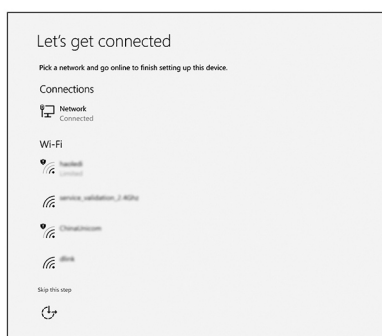 Let's get connected
Pick a network and go online to finish setting up this device.
Connections
Network
Connected
Wi-Fi
Limited
service_validation_2.4Ghz
ChinaUnicom
dlink
Skip this step